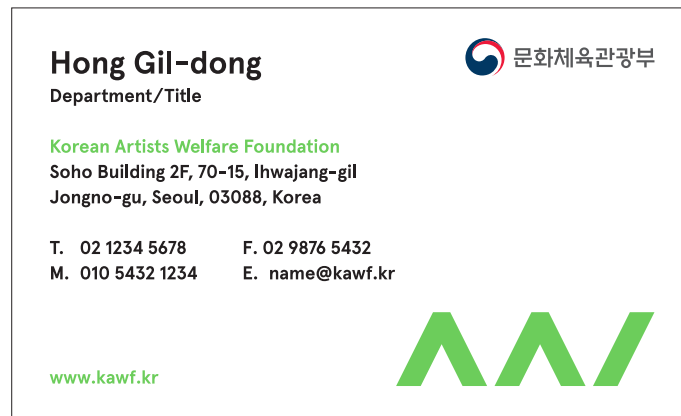 Hong Gil-dong
Department/Title
문화체육관광부
Korean Artists Welfare Foundation
Soho Building 2F, 70-15, Ihwajang-gil
Jongno-gu, Seoul, 03088, Korea
T. 02 1234 5678 F. 02 9876 5432
M. 010 5432 1234 E. name@kawf.kr
www.kawf.kr